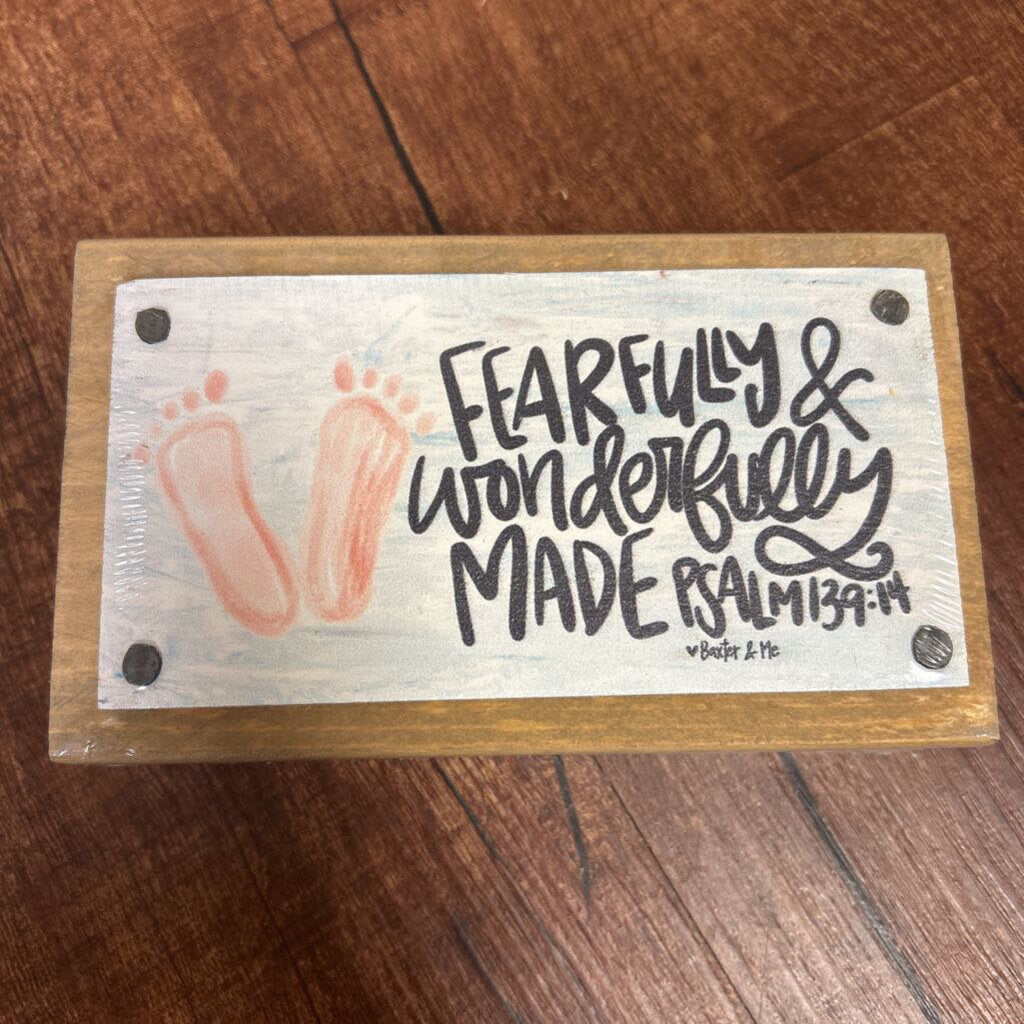 FEARFULLY &
wonderfully
MADE PSALM 139:14
♥Baxter & Me